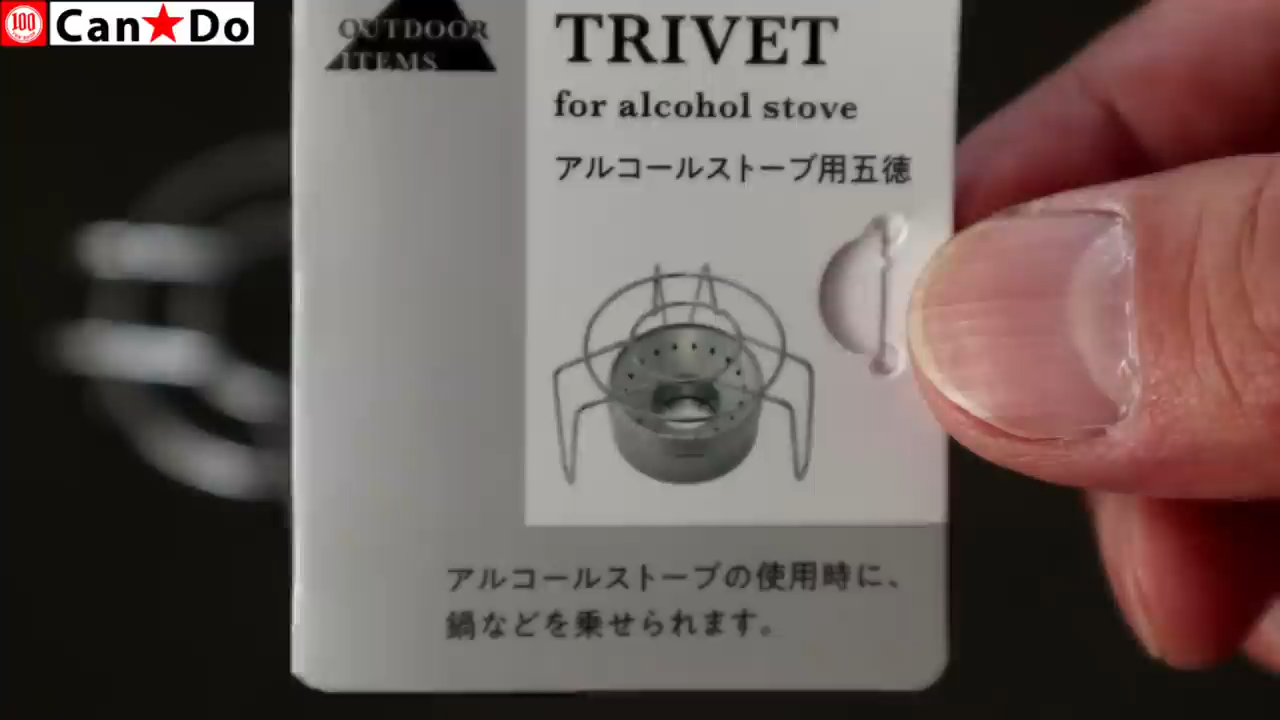 100
Can★Do
OUTDOOR
ITEMS
TRIVET
for alcohol stove
アルコールストーブ用五徳
アルコールストーブの使用時に、
鍋などを乗せられます。